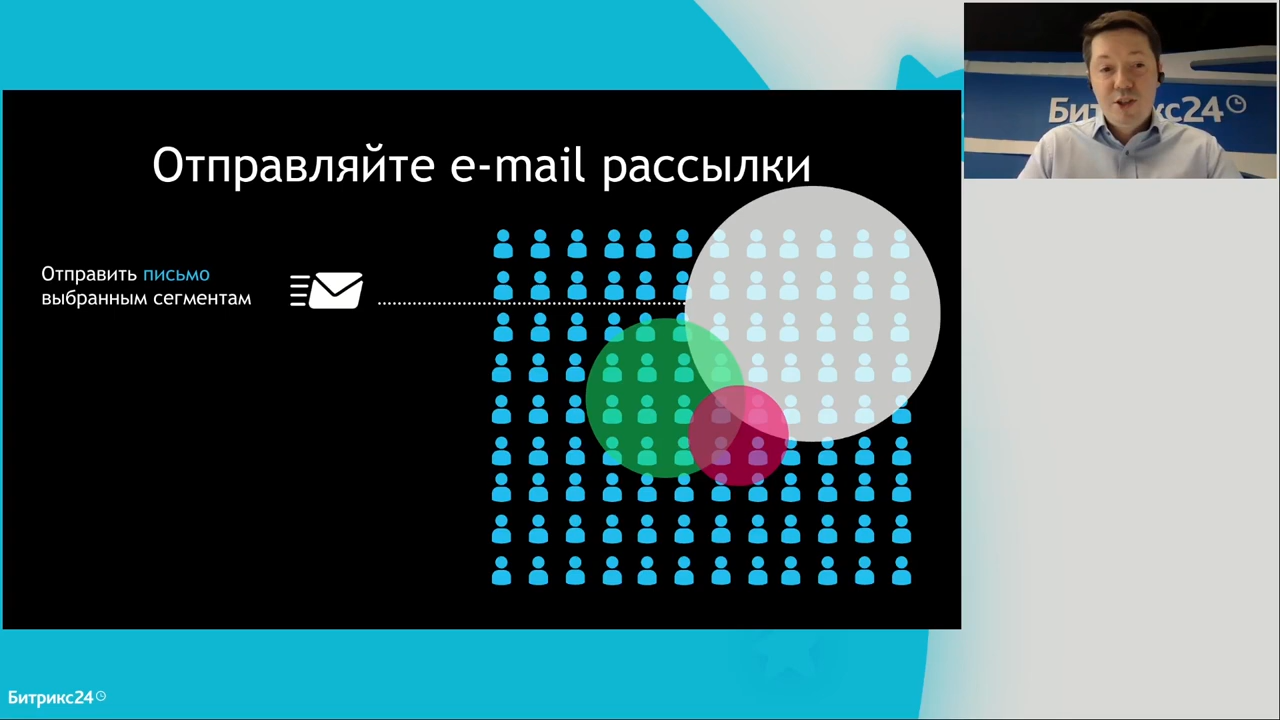 Отправляйте e-mail рассылки
Отправить письмо
выбранным сегментам
Битрикс24
Битрикс24